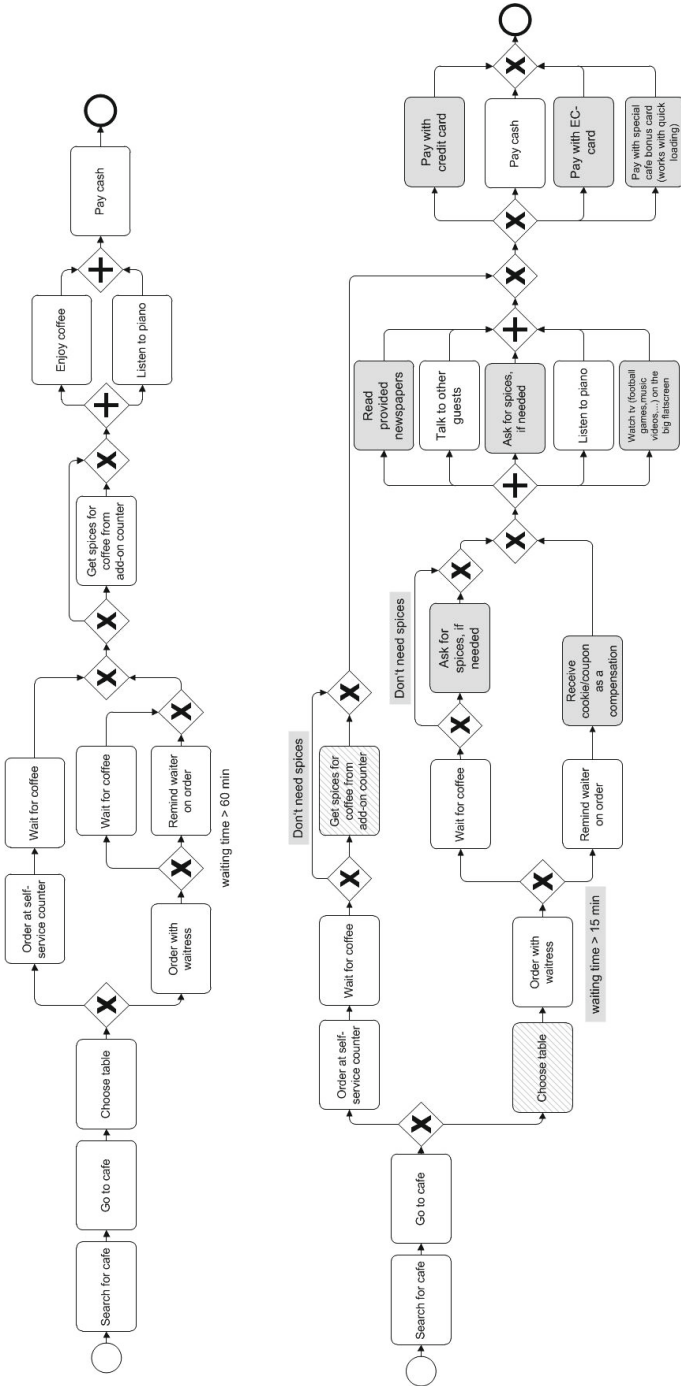 Search for cafe
Go to cafe
Choose table
Order at self-
service counter
Wait for coffee
Order with
waitress
Wait for coffee
Remind waiter
on order
waiting time > 60 min
Get spices for
coffee from
add-on counter
Enjoy coffee
Listen to piano
Pay cash
Search for cafe
Go to cafe
Order at self-
service counter
Wait for coffee
Don't need spices
Get spices for
coffee from
add-on counter
Choose table
Order with
waitress
waiting time > 15 min
Wait for coffee
Don't need spices
Ask for
spices, if
needed
Remind waiter
on order
Receive
cookie/coupon
as a
compensation
Read
provided
newspapers
Talk to other
guests
Ask for spices,
if needed
Listen to piano
Watch tv (football
games,music
videos,...) on the
big flatscreen
Pay with
credit card
Pay cash
Pay with EC-
card
Pay with special
cafe bonus card
(works with quick
loading)